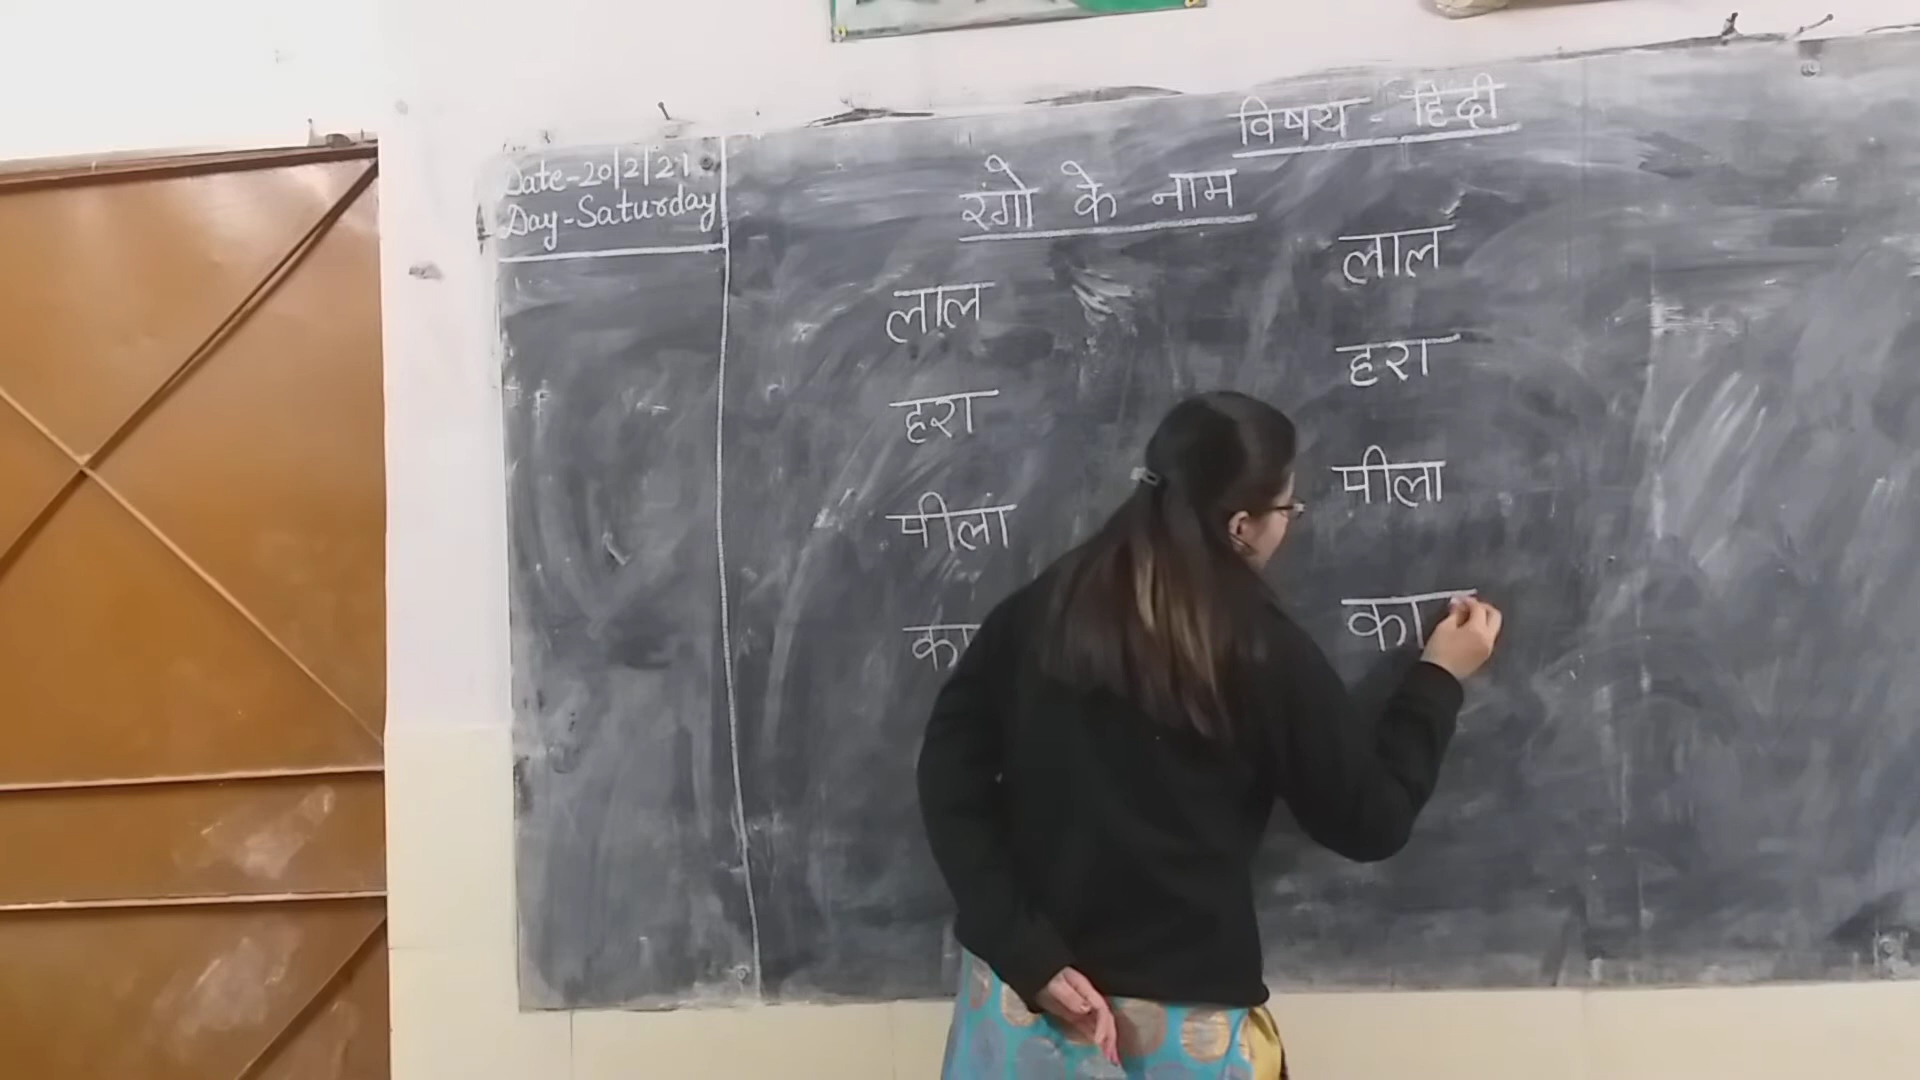 विषय - हिंदी
Date-20/2/21
Day-Saturday
रंगो के नाम
लाल
हरा
पीला
का
लाल
हरा
पीला
का